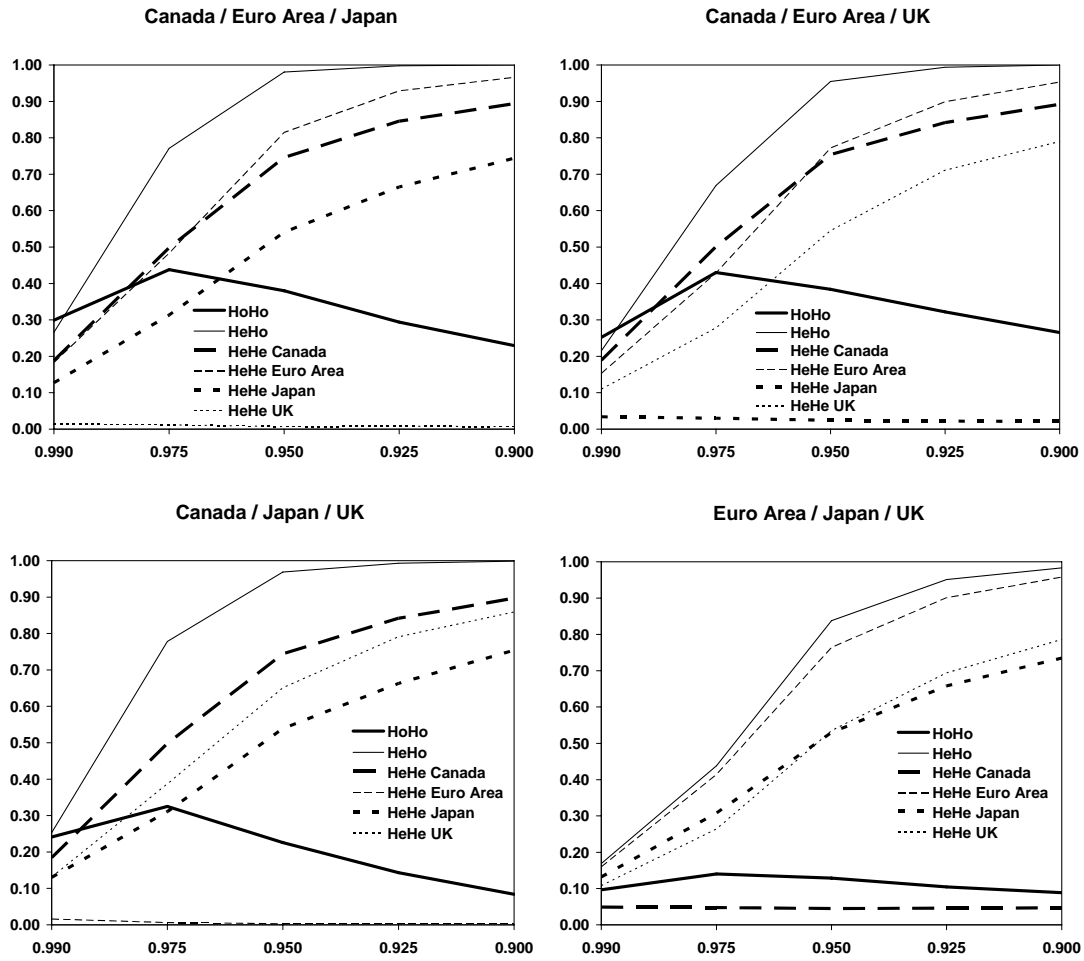 Canada / Euro Area / Japan
1.00
0.90
0.80
0.70
0.60
0.50
0.40
0.30
0.20
0.10
0.00
HoHo
HeHo
HeHe Canada
HeHe Euro Area
HeHe Japan
HeHe UK
0.990 0.975 0.950 0.925 0.900
Canada / Euro Area / UK
1.00
0.90
0.80
0.70
0.60
0.50
0.40
0.30
0.20
0.10
0.00
HoHo
HeHo
HeHe Canada
HeHe Euro Area
HeHe Japan
HeHe UK
0.990 0.975 0.950 0.925 0.900
Canada / Japan / UK
1.00
0.90
0.80
0.70
0.60
0.50
0.40
0.30
0.20
0.10
0.00
HoHo
HeHo
HeHe Canada
HeHe Euro Area
HeHe Japan
HeHe UK
0.990 0.975 0.950 0.925 0.900
Euro Area / Japan / UK
1.00
0.90
0.80
0.70
0.60
0.50
0.40
0.30
0.20
0.10
0.00
HoHo
HeHo
HeHe Canada
HeHe Euro Area
HeHe Japan
HeHe UK
0.990 0.975 0.950 0.925 0.900